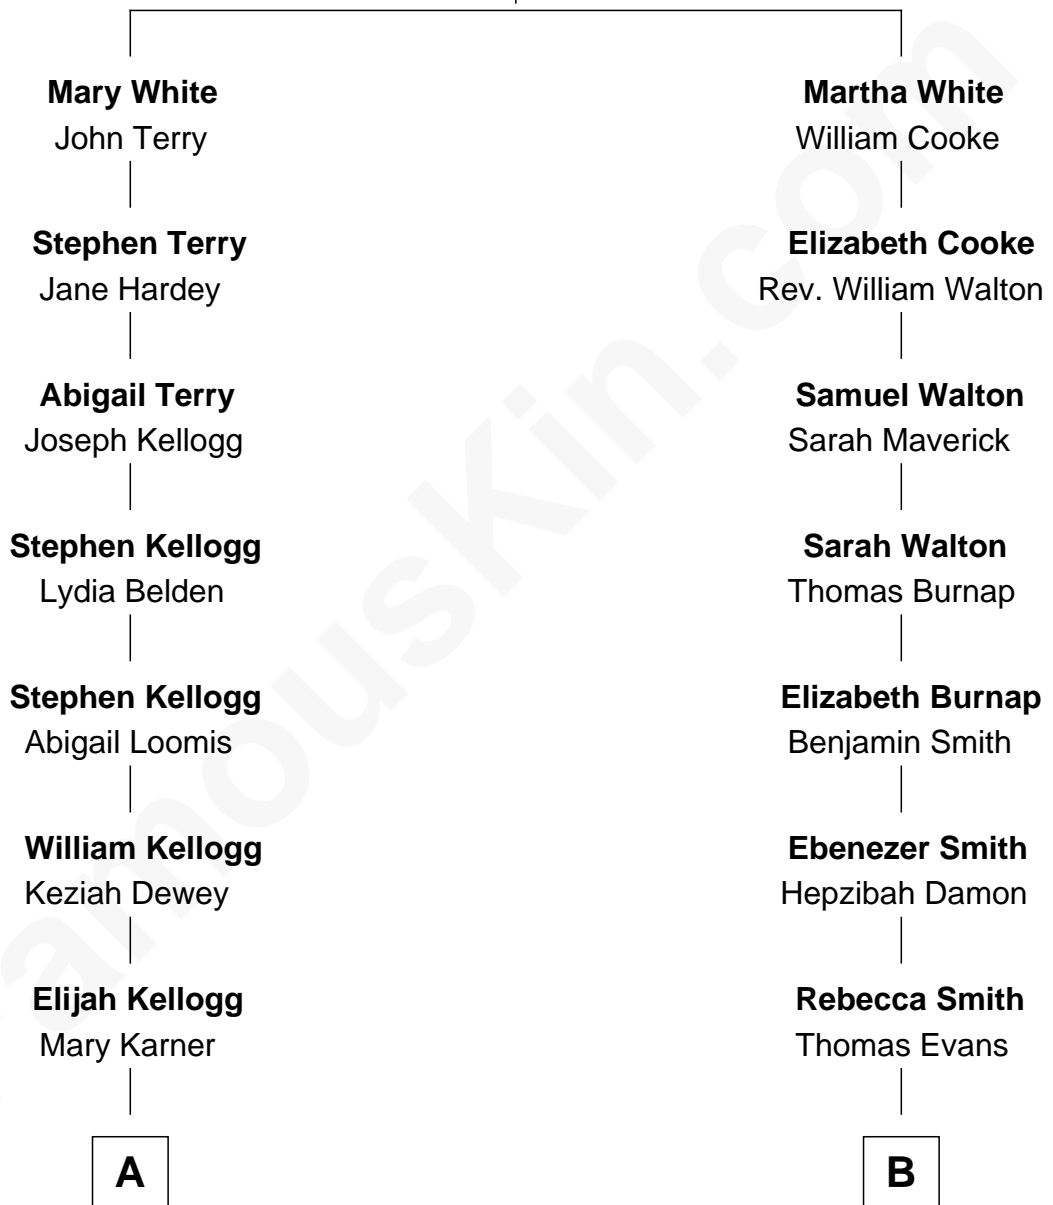 Mary White
John Terry
Stephen Terry
Jane Hardey
Abigail Terry
Joseph Kellogg
Stephen Kellogg
Lydia Belden
Stephen Kellogg
Abigail Loomis
William Kellogg
Keziah Dewey
Elijah Kellogg
Mary Karner
A
Martha White
William Cooke
Elizabeth Cooke
Rev. William Walton
Samuel Walton
Sarah Maverick
Sarah Walton
Thomas Burnap
Elizabeth Burnap
Benjamin Smith
Ebenezer Smith
Hepzibah Damon
Rebecca Smith
Thomas Evans
B
amouskin.com